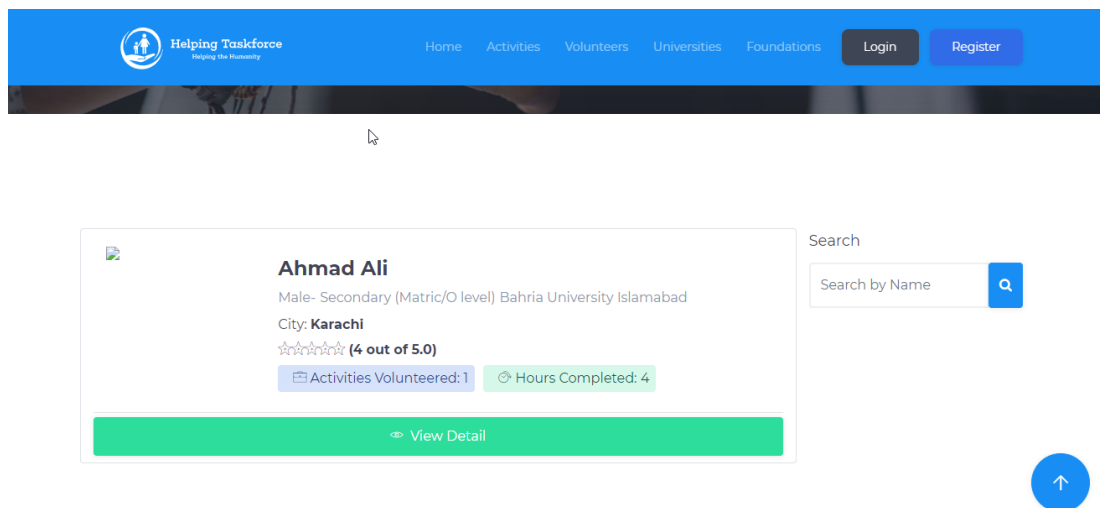 Helping Taskforce
Helping the Humanity
Home Activities Volunteers Universities Foundations Login Register
Search
Search by Name
Ahmad Ali
Male- Secondary (Matric/O level) Bahria University Islamabad
City: Karachi
(4 out of 5.0)
Activities Volunteered: 1 Hours Completed: 4
View Detail